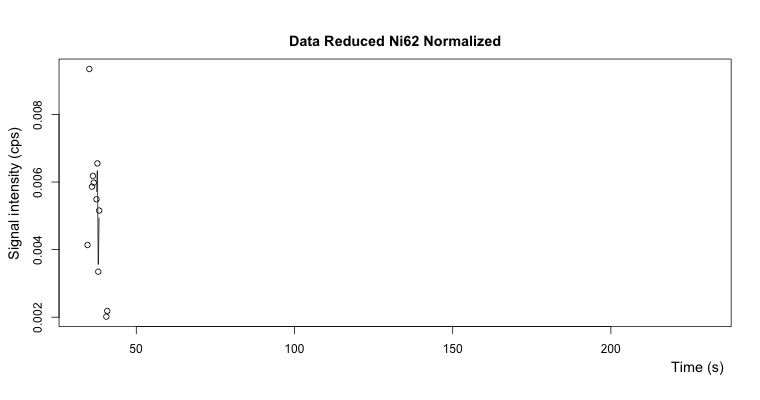 Data Reduced Ni62 Normalized
Signal intensity (cps)
0.008
0.006
0.004
0.002
50 100 150 200
Time (s)